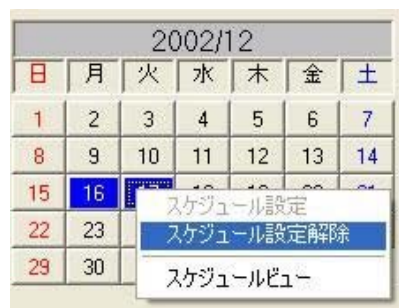 2002/12
日 月 火 水 木 金 土
1 2 3 4 5 6 7
8 9 10 11 12 13 14
15 16
スケジュール設定
22 23 スケジュール設定解除
29 30 スケジュールビュー